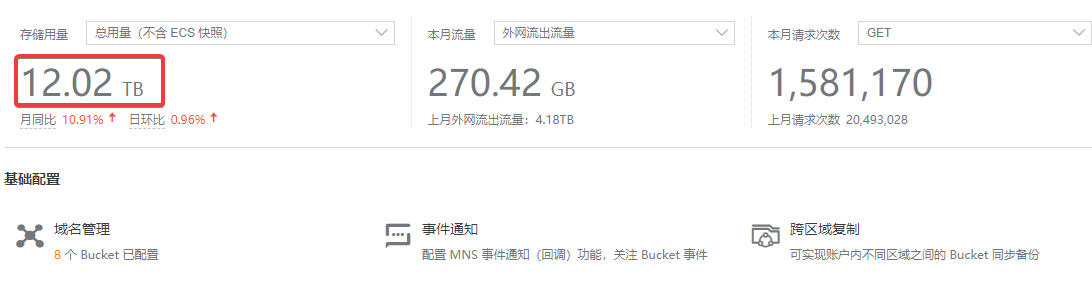 存储用量 总用量（不含 ECS 快照） 本月流量 外网流出流量 本月请求次数 GET
12.02 TB 270.42 GB 1,581,170
月同比 10.91% ↑ 日环比 0.96% ↑ 上月外网流出流量：4.18TB 上月请求次数 20,493,028
基础配置
域名管理 事件通知 跨区域复制
8 个 Bucket 已配置 配置 MNS 事件通知（回调）功能，关注 Bucket 事件 可实现账户内不同区域之间的 Bucket 同步备份